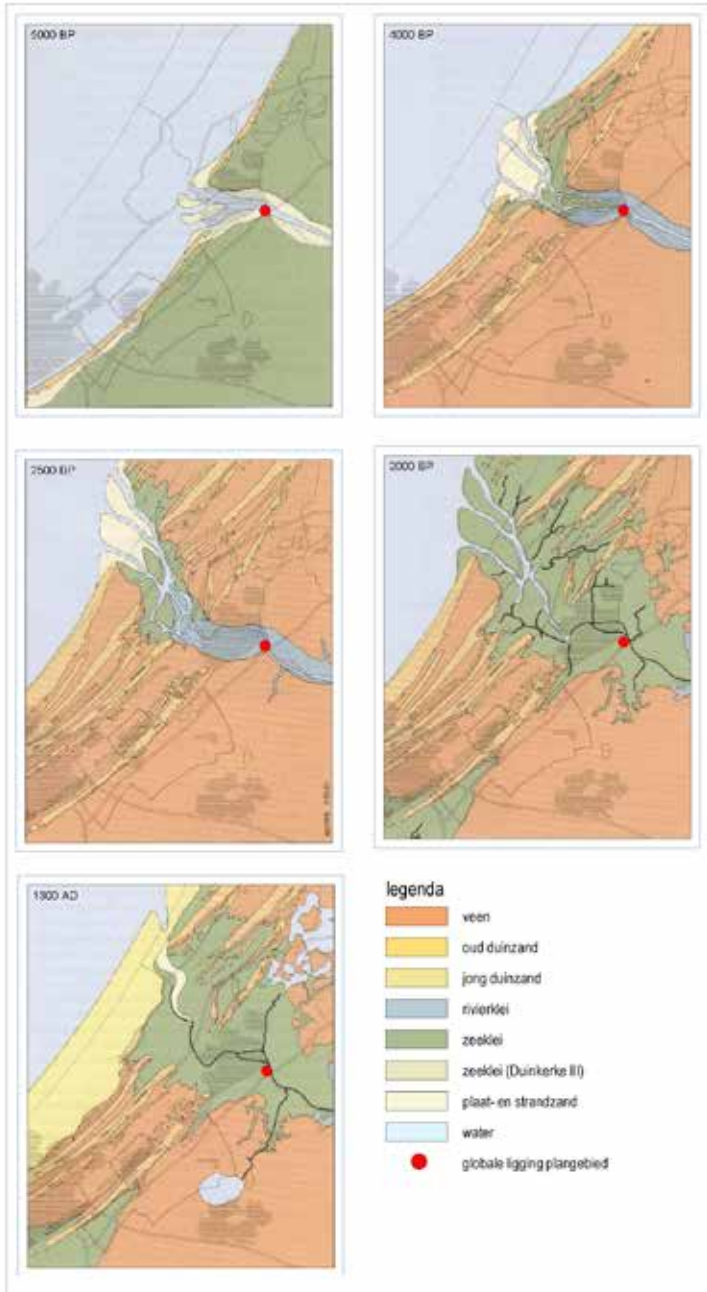 5000 BP
4000 BP
2500 BP
2000 BP
1300 AD
legenda
veen
oud duinzand
jong duinzand
rivierklei
zeeklei
zeeklei (Duinkerke III)
plaat- en strandzand
water
globale ligging plangebied